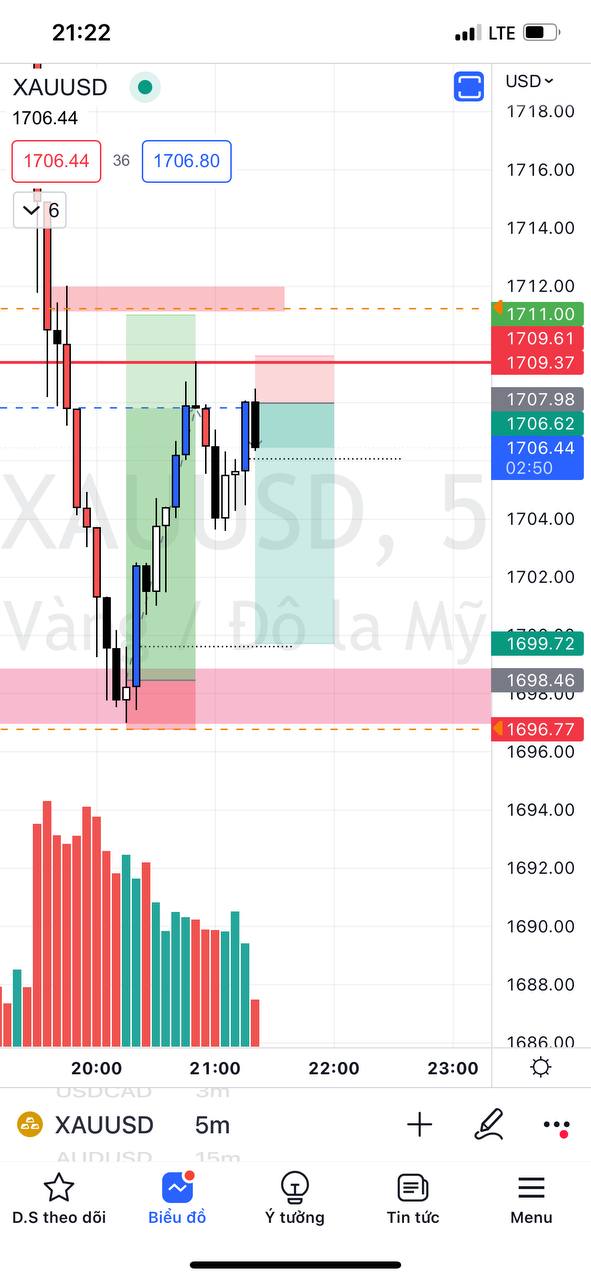 21:22
LTE
XAUUSD
1706.44
1706.44 36 1706.80
6
USD
1718.00
1716.00
1714.00
1712.00
1711.00
1709.61
1709.37
1707.98
1706.62
1706.44
02:50
1704.00
1702.00
1699.72
1698.46
1698.00
1696.77
1696.00
1694.00
1692.00
1690.00
1688.00
1686.00
XAUUSD, 5
Vàng / Đô la Mỹ
20:00 21:00 22:00 23:00
USDCAD 3m
XAUUSD 5m
AUDUSD 15m
D.S theo dõi Biểu đồ Ý tưởng Tin tức Menu